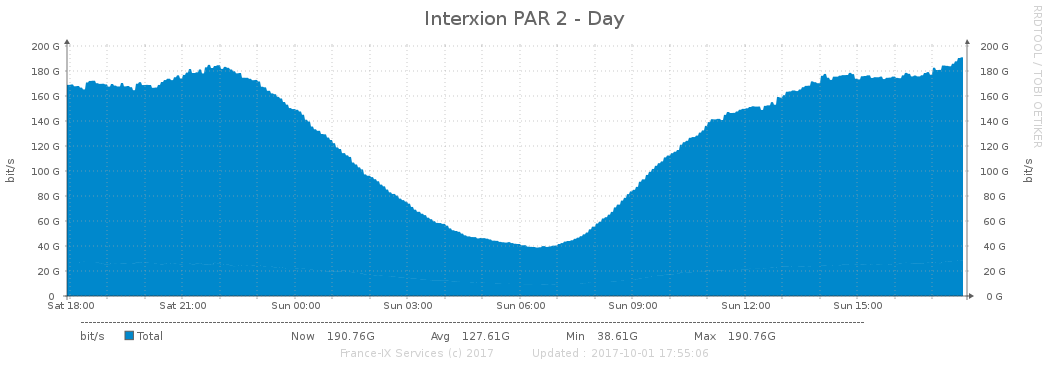 Interxion PAR 2 - Day
RRDTOOL / TOBI OETIKER
200 G 200 G
180 G 180 G
160 G 160 G
140 G 140 G
120 G 120 G
100 G 100 G
80 G 80 G
60 G 60 G
40 G 40 G
20 G 20 G
0 0 G
bit/s bit/s
Sat 18:00 Sat 21:00 Sun 00:00 Sun 03:00 Sun 06:00 Sun 09:00 Sun 12:00 Sun 15:00
bit/s Total Now 190.76G Avg 127.61G Min 38.61G Max 190.76G
France-IX Services (c) 2017 Updated : 2017-10-01 17:55:06